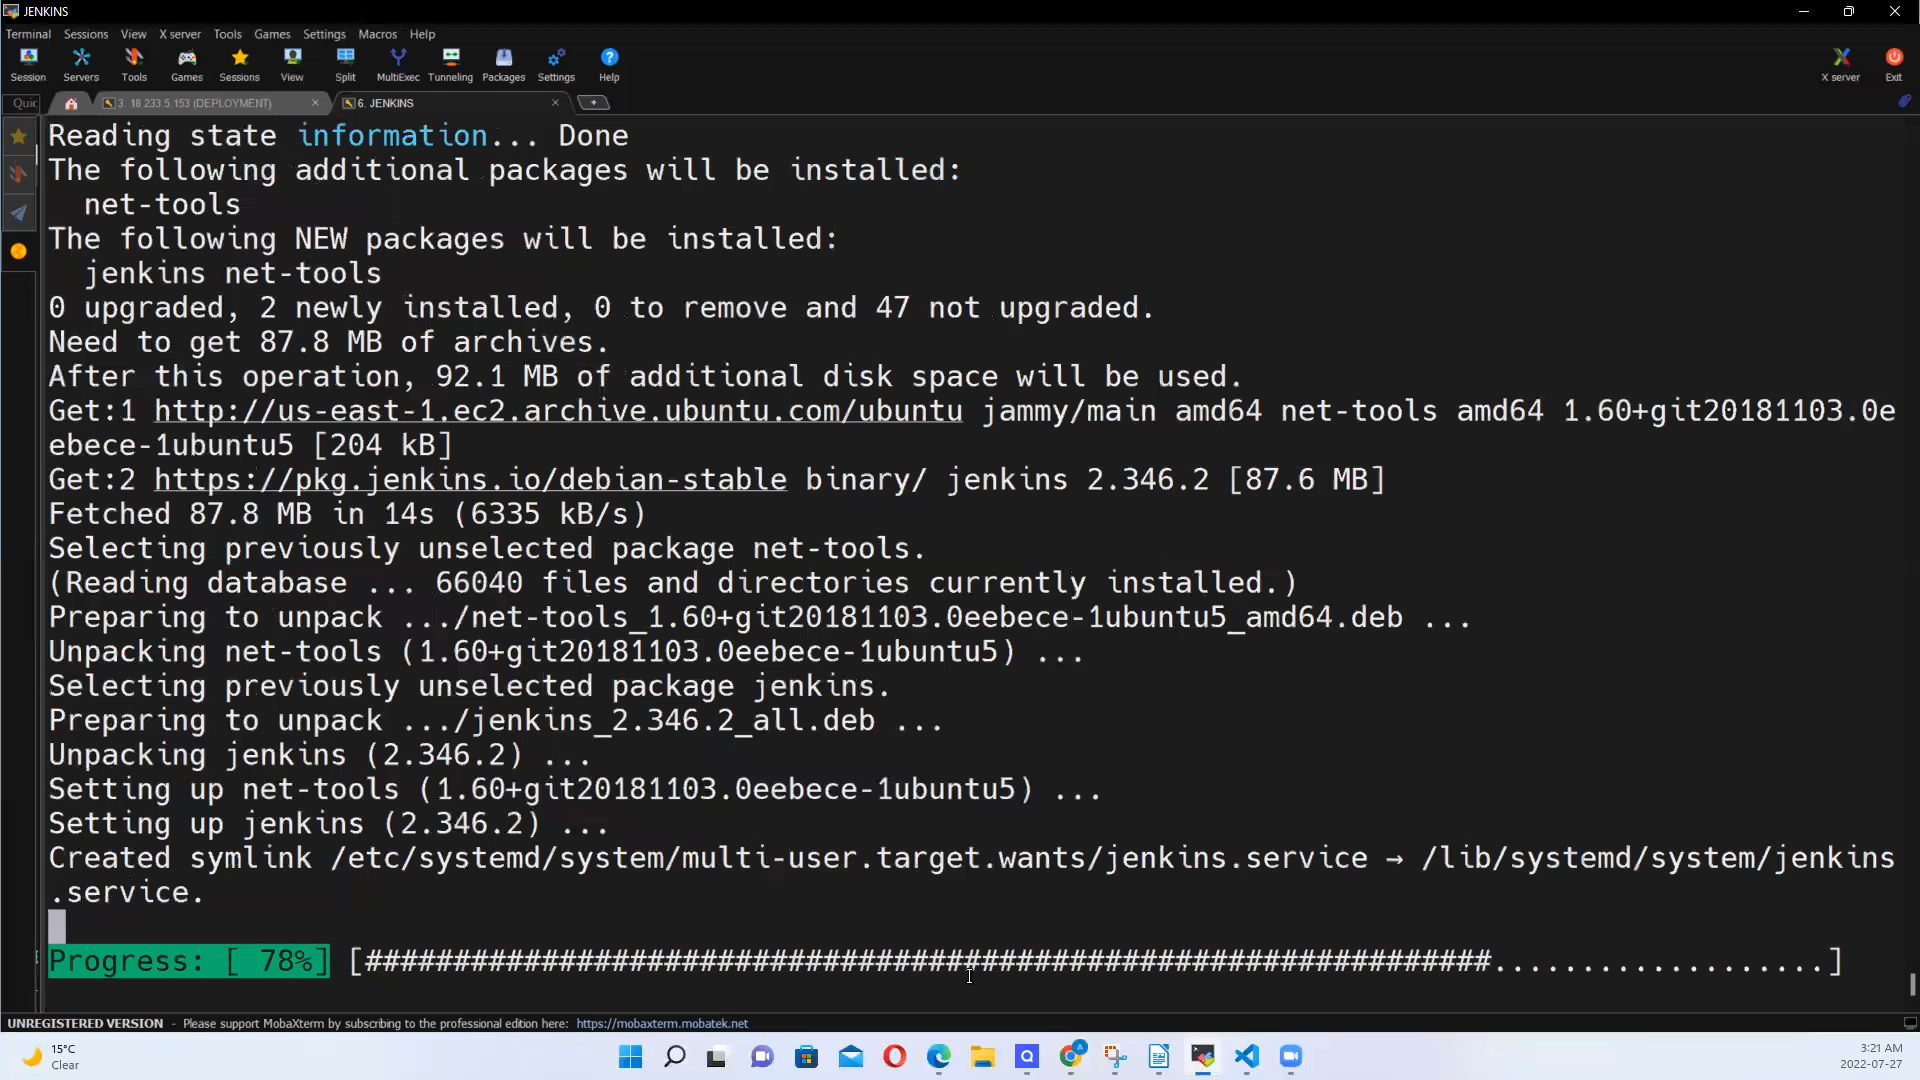 JENKINS
Terminal Sessions View X server Tools Games Settings Macros Help
Session Servers Tools Games Sessions View Split MultiExec Tunneling Packages Settings Help X server Exit
Quic 3. 18.233.5.153 (DEPLOYMENT) 6. JENKINS
Reading state information... Done
The following additional packages will be installed:
  net-tools
The following NEW packages will be installed:
  jenkins net-tools
0 upgraded, 2 newly installed, 0 to remove and 47 not upgraded.
Need to get 87.8 MB of archives.
After this operation, 92.1 MB of additional disk space will be used.
Get:1 http://us-east-1.ec2.archive.ubuntu.com/ubuntu jammy/main amd64 net-tools amd64 1.60+git20181103.0e
ebece-1ubuntu5 [204 kB]
Get:2 https://pkg.jenkins.io/debian-stable binary/ jenkins 2.346.2 [87.6 MB]
Fetched 87.8 MB in 14s (6335 kB/s)
Selecting previously unselected package net-tools.
(Reading database ... 66040 files and directories currently installed.)
Preparing to unpack .../net-tools_1.60+git20181103.0eebece-1ubuntu5_amd64.deb ...
Unpacking net-tools (1.60+git20181103.0eebece-1ubuntu5) ...
Selecting previously unselected package jenkins.
Preparing to unpack .../jenkins_2.346.2_all.deb ...
Unpacking jenkins (2.346.2) ...
Setting up net-tools (1.60+git20181103.0eebece-1ubuntu5) ...
Setting up jenkins (2.346.2) ...
Created symlink /etc/systemd/system/multi-user.target.wants/jenkins.service → /lib/systemd/system/jenkins
.service.
Progress: [ 78%] [################################################################...................]
UNREGISTERED VERSION - Please support MobaXterm by subscribing to the professional edition here: https://mobaxterm.mobatek.net
15°C
Clear
3:21 AM
2022-07-27